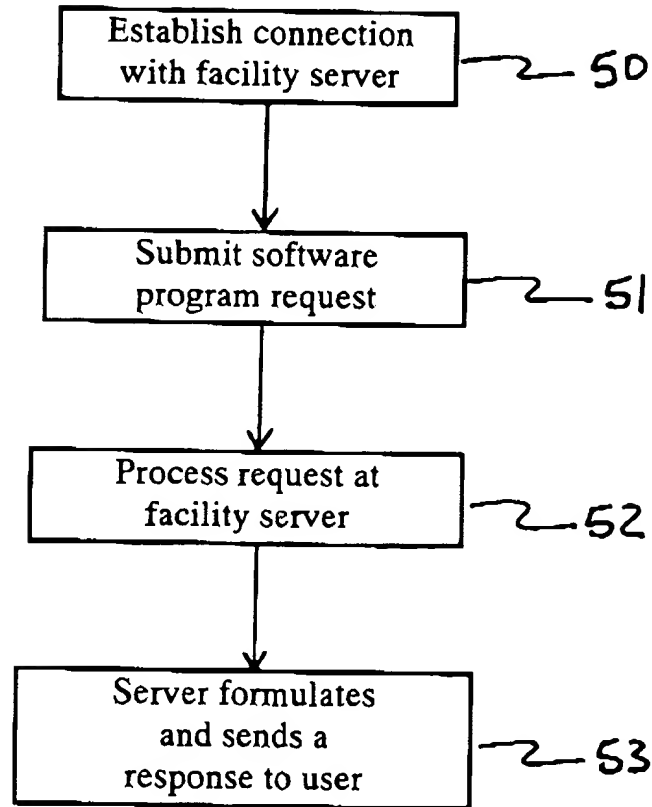 Establish connection
with facility server
50
Submit software
program request
51
Process request at
facility server
52
Server formulates
and sends a
response to user
53